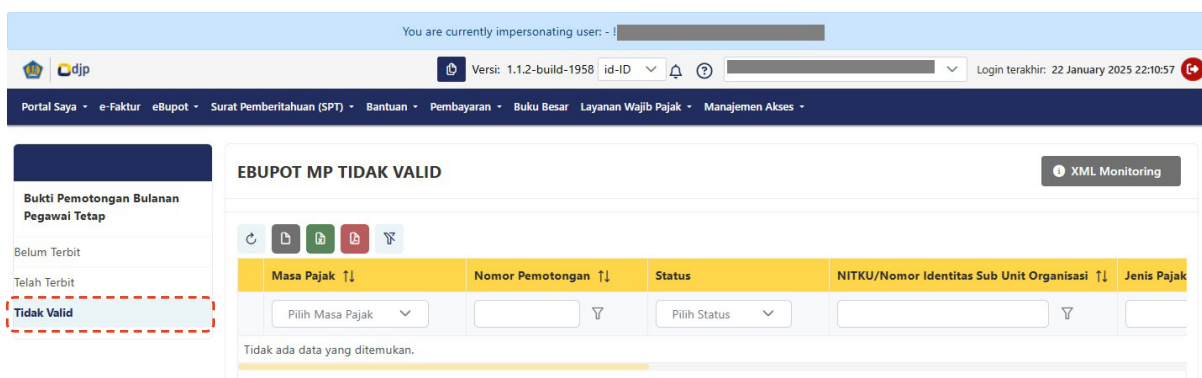 You are currently impersonating user: - !
djp
Versi: 1.1.2-build-1958 id-ID
Login terakhir: 22 January 2025 22:10:57
Portal Saya e-Faktur eBupot Surat Pemberitahuan (SPT) Bantuan Pembayaran Buku Besar Layanan Wajib Pajak Manajemen Akses
EBUPOT MP TIDAK VALID
XML Monitoring
Bukti Pemotongan Bulanan
Pegawai Tetap
Belum Terbit
Telah Terbit
Tidak Valid
Masa Pajak Nomor Pemotongan Status NITKU/Nomor Identitas Sub Unit Organisasi Jenis Pajak
Pilih Masa Pajak Pilih Status
Tidak ada data yang ditemukan.